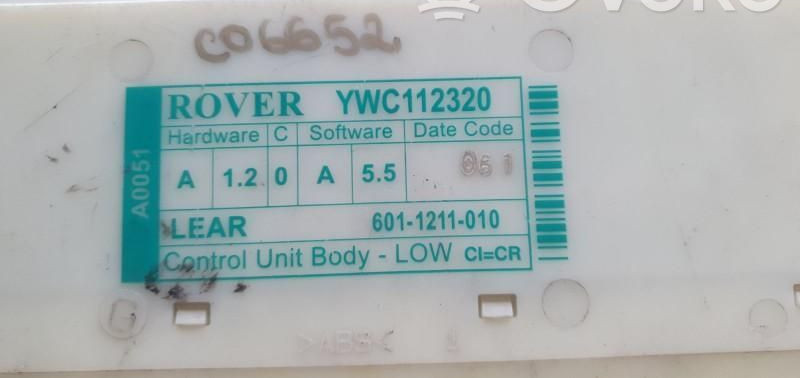 C06652
ROVER YWC112320
Hardware C Software Date Code
A0051
A 1.2 0 A 5.5 051
LEAR 601-1211-010
Control Unit Body - LOW CI=CR
>ABS<